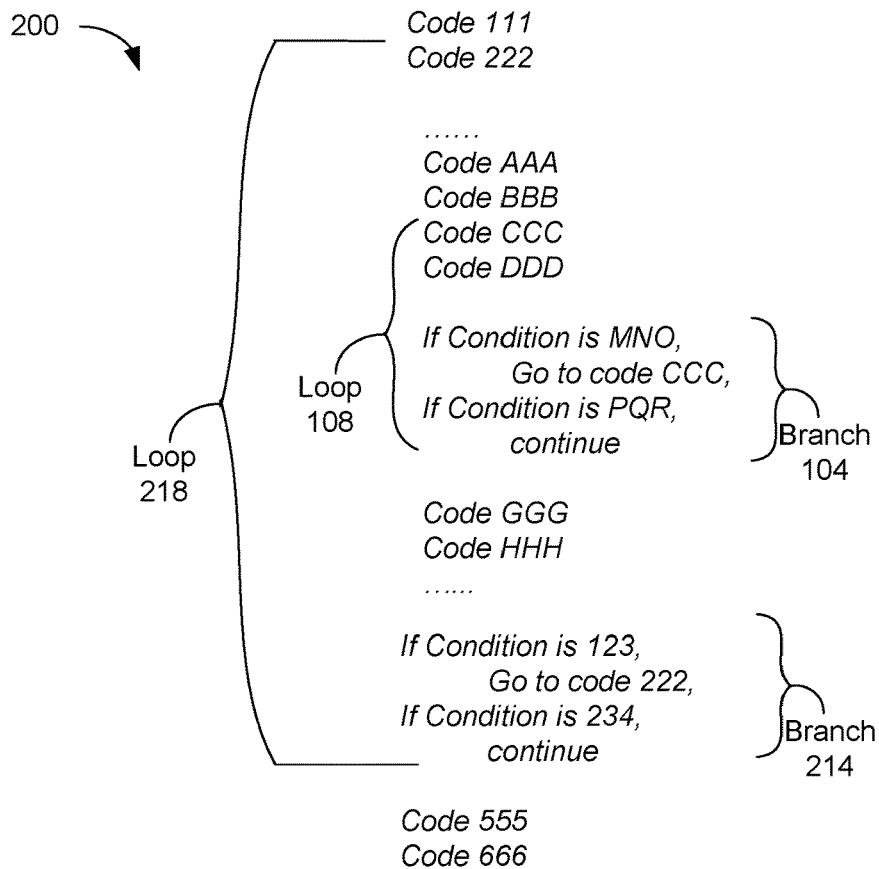 200
Code 111
Code 222
......
Code AAA
Code BBB
Code CCC
Code DDD
If Condition is MNO,
Go to code CCC,
If Condition is PQR,
continue
Loop
108
Branch
104
Loop
218
Code GGG
Code HHH
......
If Condition is 123,
Go to code 222,
If Condition is 234,
continue
Branch
214
Code 555
Code 666